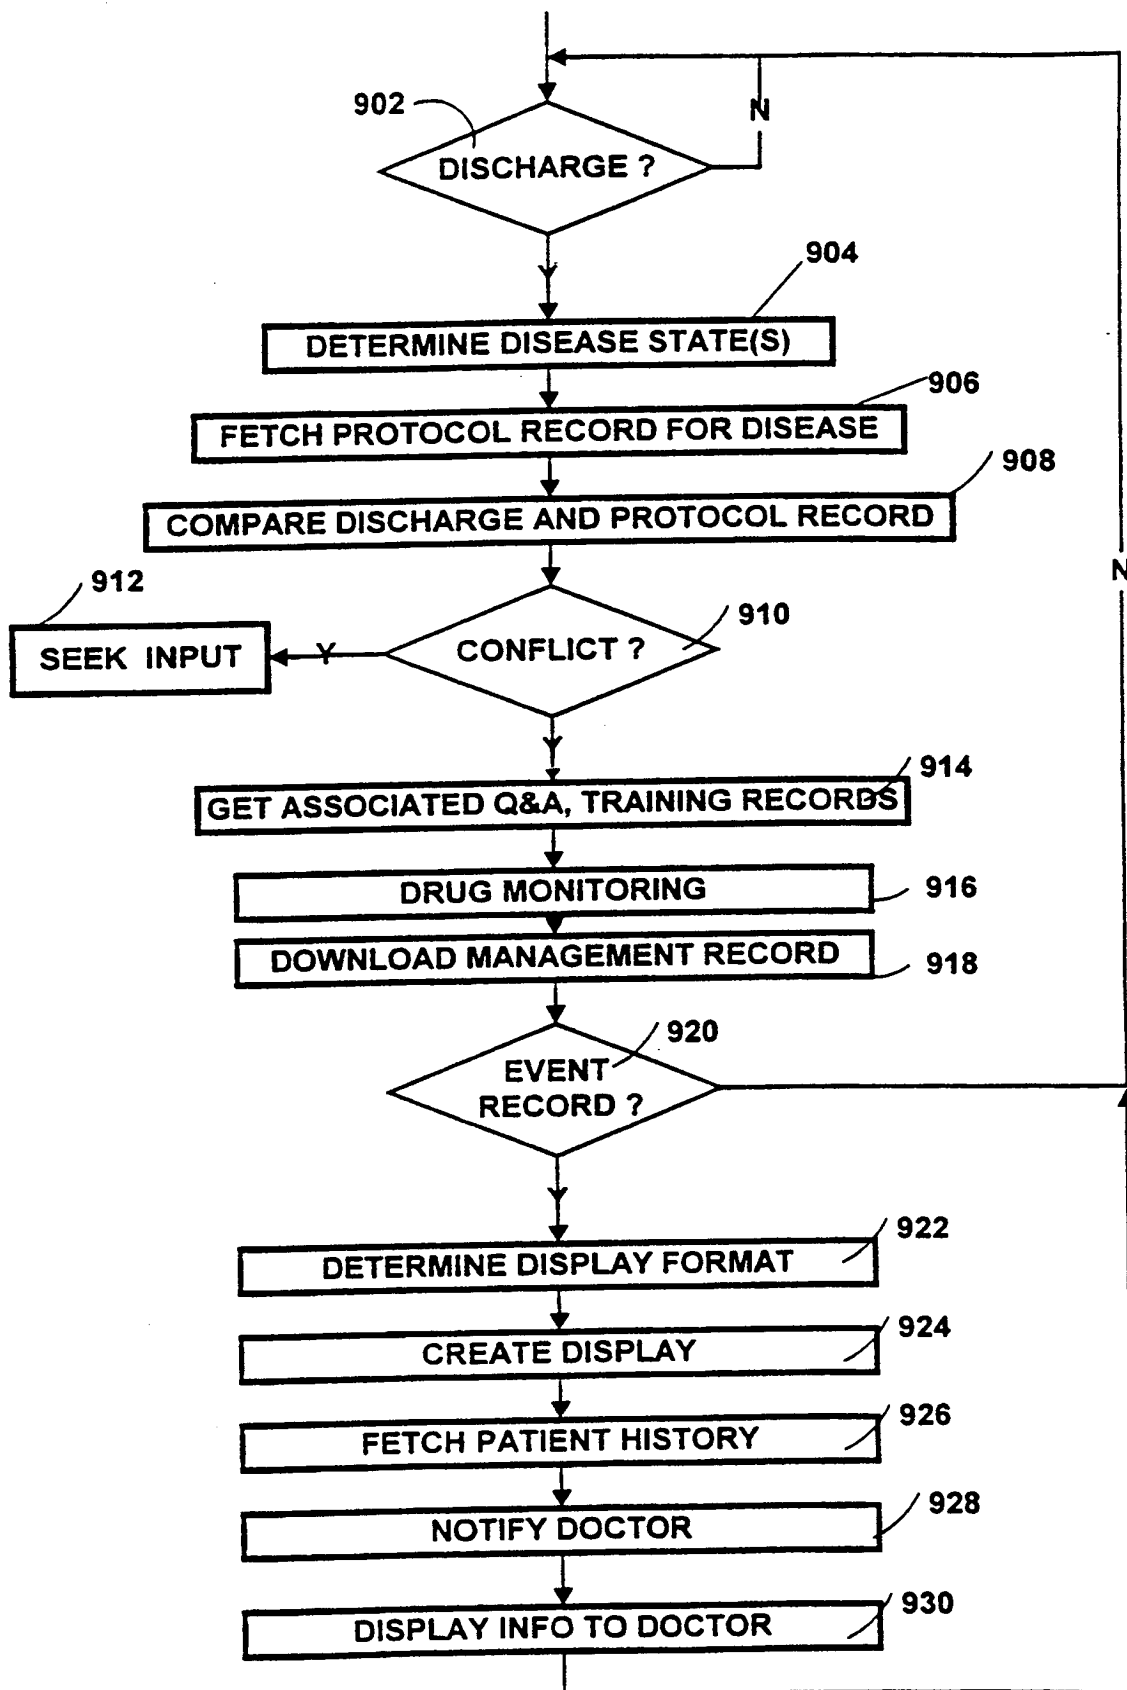 902
N
DISCHARGE ?
Y
904
DETERMINE DISEASE STATE(S)
906
FETCH PROTOCOL RECORD FOR DISEASE
908
COMPARE DISCHARGE AND PROTOCOL RECORD
N
912
910
SEEK INPUT
Y
CONFLICT ?
Y
914
GET ASSOCIATED Q&A, TRAINING RECORDS
DRUG MONITORING
916
DOWNLOAD MANAGEMENT RECORD
918
920
EVENT
RECORD ?
Y
922
DETERMINE DISPLAY FORMAT
924
CREATE DISPLAY
926
FETCH PATIENT HISTORY
928
NOTIFY DOCTOR
930
DISPLAY INFO TO DOCTOR